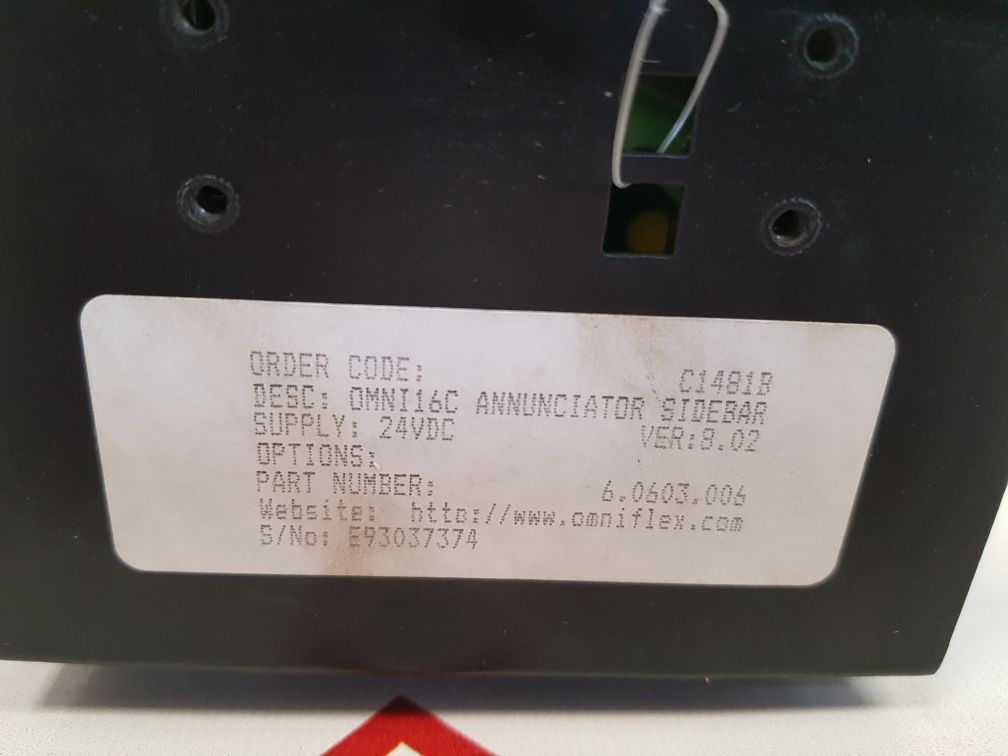 ORDER CODE: C1481B
DESC: OMNI16C ANNUNCIATOR SIDEBAR
SUPPLY: 24VDC VER:8.02
OPTIONS:
PART NUMBER: 6.0603.006
Website: http://www.omniflex.com
S/No: E93037374